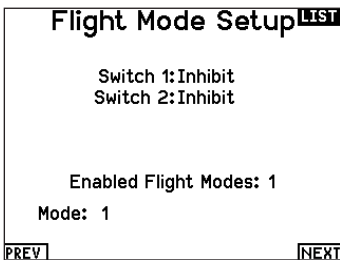 Flight Mode Setup LIST
Switch 1:Inhibit
Switch 2:Inhibit
Enabled Flight Modes: 1
Mode: 1
PREV NEXT